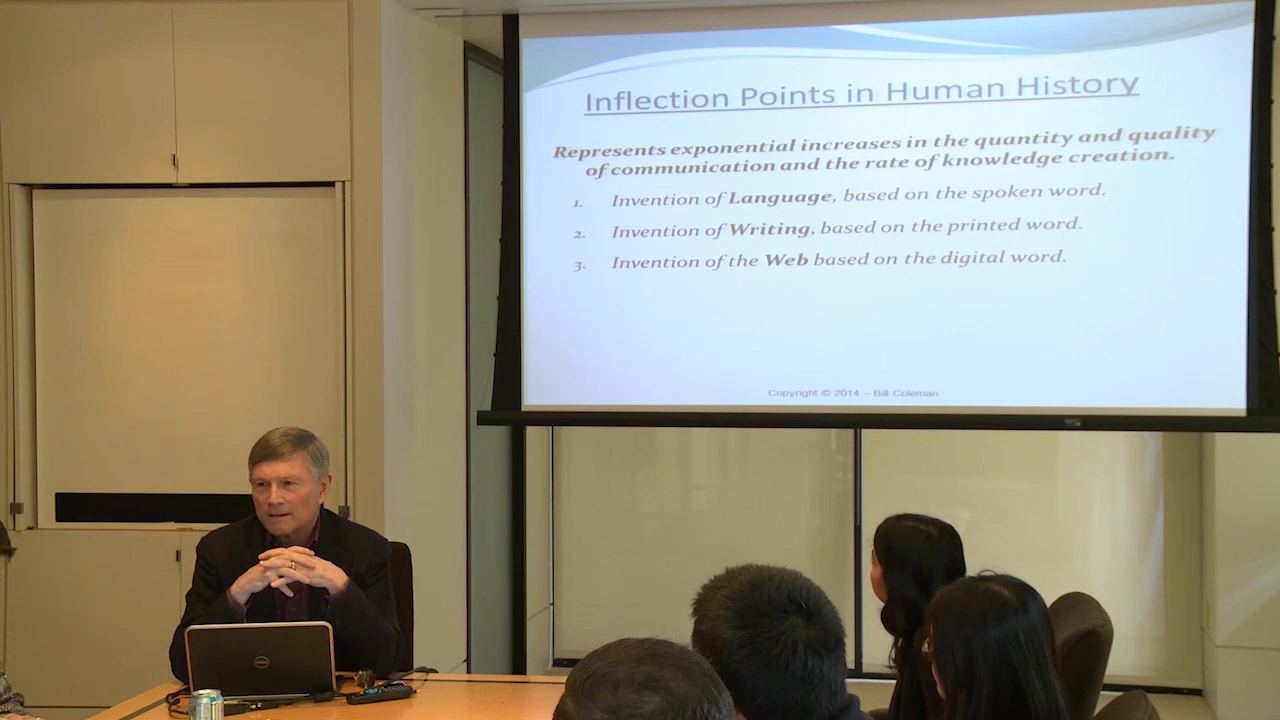 Inflection Points in Human History
Represents exponential increases in the quantity and quality
of communication and the rate of knowledge creation.
1. Invention of Language, based on the spoken word.
2. Invention of Writing, based on the printed word.
3. Invention of the Web based on the digital word.
Copyright © 2014 – Bill Coleman
DELL